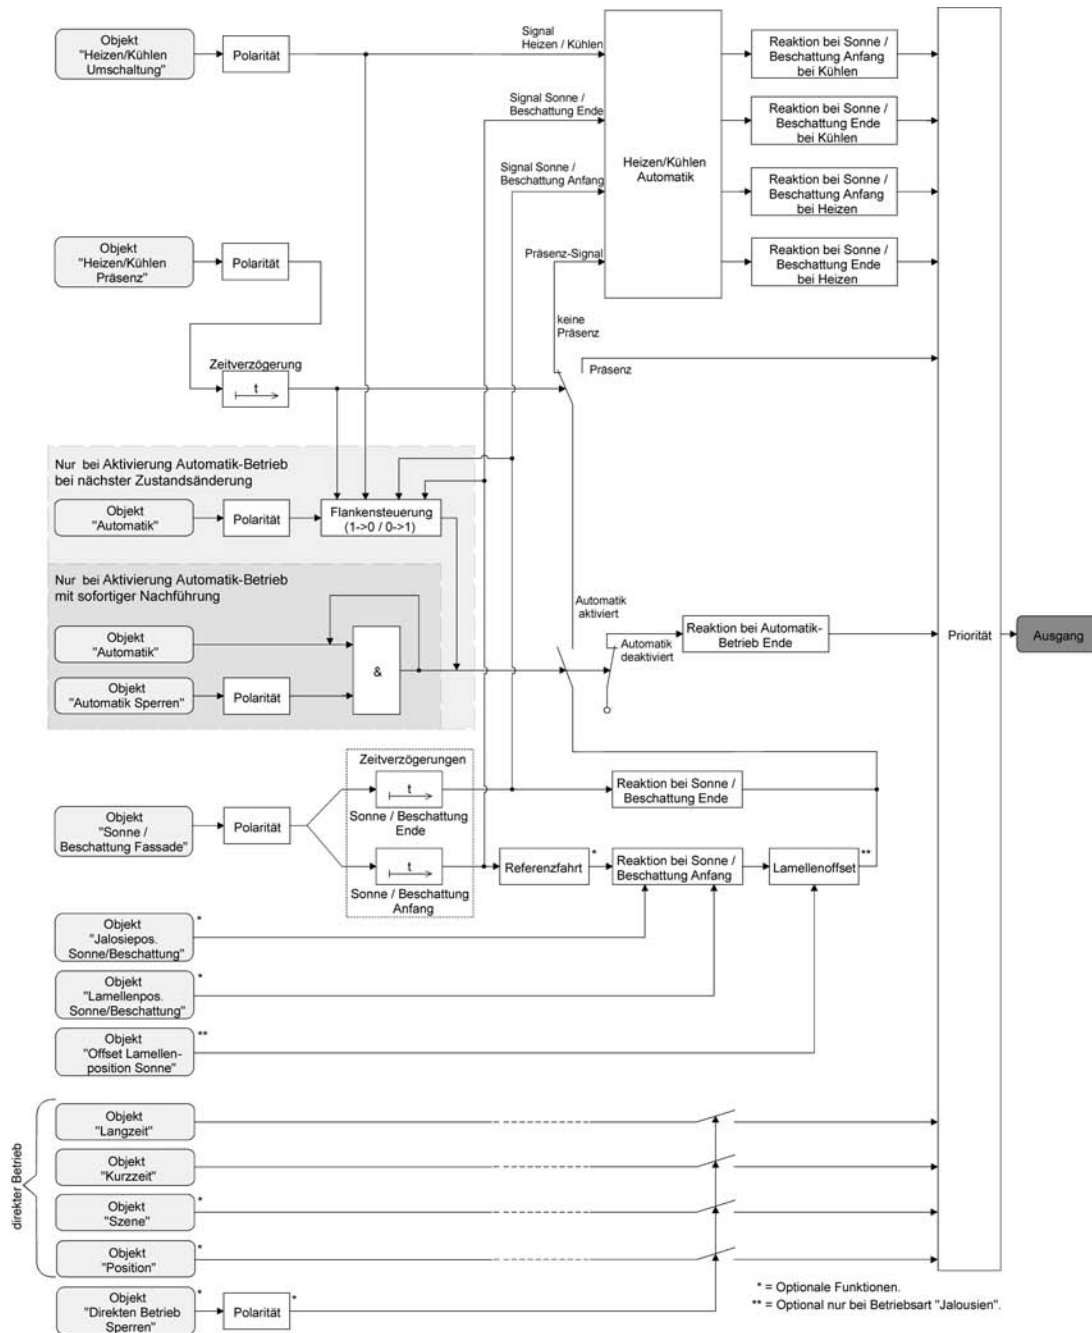 Objekt
"Heizen/Kühlen
Umschaltung"
Polarität
Signal
Heizen / Kühlen
Signal Sonne /
Beschattung Ende
Signal Sonne /
Beschattung Anfang
Präsenz-Signal
Heizen/Kühlen
Automatik
Reaktion bei Sonne /
Beschattung Anfang
bei Kühlen
Reaktion bei Sonne /
Beschattung Ende
bei Kühlen
Reaktion bei Sonne /
Beschattung Anfang
bei Heizen
Reaktion bei Sonne /
Beschattung Ende
bei Heizen
Objekt
"Heizen/Kühlen
Präsenz"
Polarität
keine
Präsenz
Präsenz
Zeitverzögerung
t
Nur bei Aktivierung Automatik-Betrieb
bei nächster Zustandsänderung
Objekt
"Automatik"
Polarität
Flankensteuerung
(1->0 / 0->1)
Nur bei Aktivierung Automatik-Betrieb
mit sofortiger Nachführung
Objekt
"Automatik"
Objekt
"Automatik Sperren"
Polarität
&
Automatik
aktiviert
Automatik
deaktiviert
Reaktion bei Automatik-
Betrieb Ende
Priorität
Ausgang
Zeitverzögerungen
t
Sonne / Beschattung
Ende
t
Sonne / Beschattung
Anfang
Objekt
"Sonne /
Beschattung Fassade"
Polarität
Reaktion bei Sonne /
Beschattung Ende
Referenzfahrt
*
Reaktion bei Sonne /
Beschattung Anfang
Lamellenoffset
**
Objekt
"Jalosiepos.
Sonne/Beschattung"
*
Objekt
"Lamellenpos.
Sonne/Beschattung"
*
Objekt
"Offset Lamellen-
position Sonne"
**
direkter Betrieb
Objekt
"Langzeit"
Objekt
"Kurzzeit"
Objekt
"Szene"
*
Objekt
"Position"
*
Objekt
"Direkten Betrieb
Sperren"
*
Polarität
*
* = Optionale Funktionen.
** = Optional nur bei Betriebsart "Jalousien".